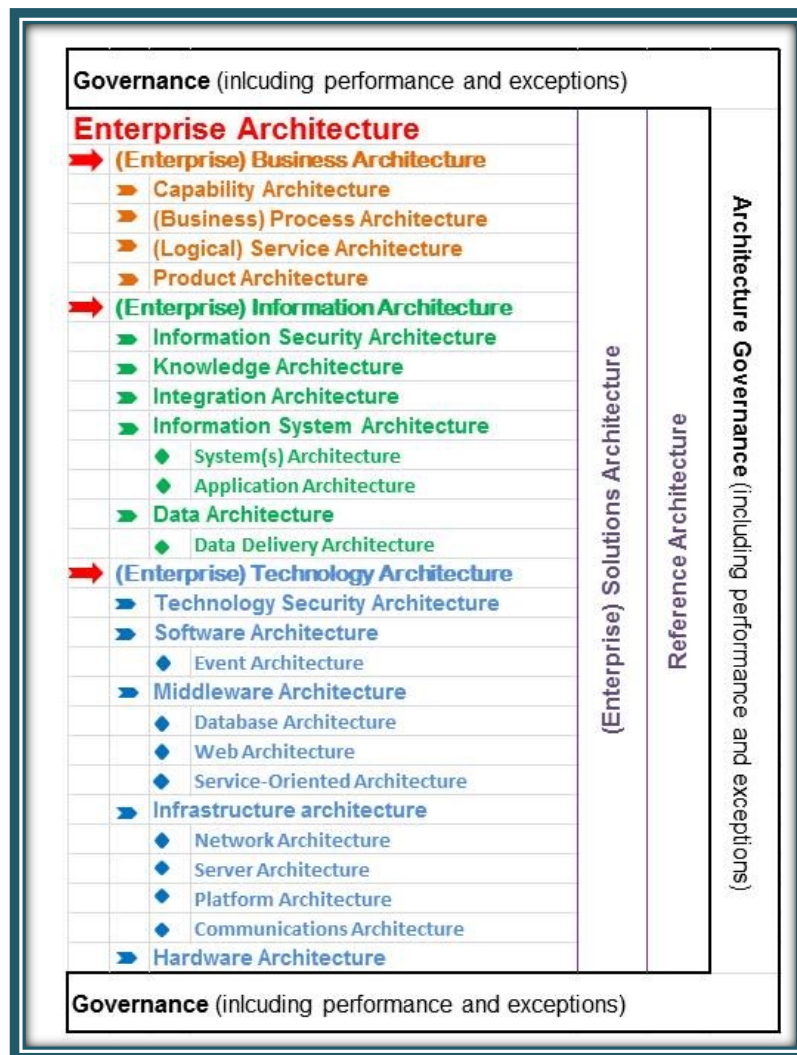 Governance (inlcuding performance and exceptions)
Enterprise Architecture
(Enterprise) Business Architecture
Capability Architecture
(Business) Process Architecture
(Logical) Service Architecture
Product Architecture
(Enterprise) Information Architecture
Information Security Architecture
Knowledge Architecture
Integration Architecture
Information System Architecture
System(s) Architecture
Application Architecture
Data Architecture
Data Delivery Architecture
(Enterprise) Technology Architecture
Technology Security Architecture
Software Architecture
Event Architecture
Middleware Architecture
Database Architecture
Web Architecture
Service-Oriented Architecture
Infrastructure architecture
Network Architecture
Server Architecture
Platform Architecture
Communications Architecture
Hardware Architecture
(Enterprise) Solutions Architecture
Reference Architecture
Architecture Governance (including performance and exceptions)
Governance (inlcuding performance and exceptions)